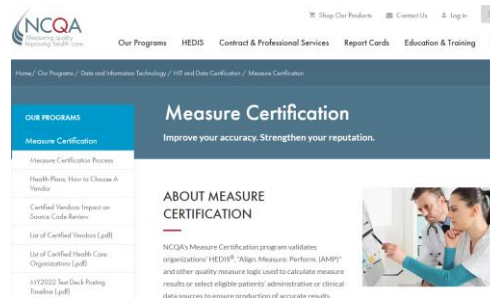 NCQA
Measuring quality.
Improving health care.
Shop Our Products
Contact Us
Log in
Our Programs
HEDIS
Contract & Professional Services
Report Cards
Education & Training
Home/ Our Programs / Data and Information Technology / HIT and Data Certification / Measure Certification
OUR PROGRAMS
Measure Certification
Measure Certification Process
Health Plans: How to Choose A
Vendor
Certified Vendors: Impact on
Source Code Review
List of Certified Vendors (.pdf)
List of Certified Health Care
Organizations (.pdf)
MY2022 Test Deck Posting
Timeline (.pdf)
Measure Certification
Improve your accuracy. Strengthen your reputation.
ABOUT MEASURE
CERTIFICATION
NCQA's Measure Certification program validates
organizations' HEDIS®, "Align. Measure. Perform. (AMP)"
and other quality measure logic used to calculate measure
results or select eligible patients' administrative or clinical
data sources to ensure production of accurate results.